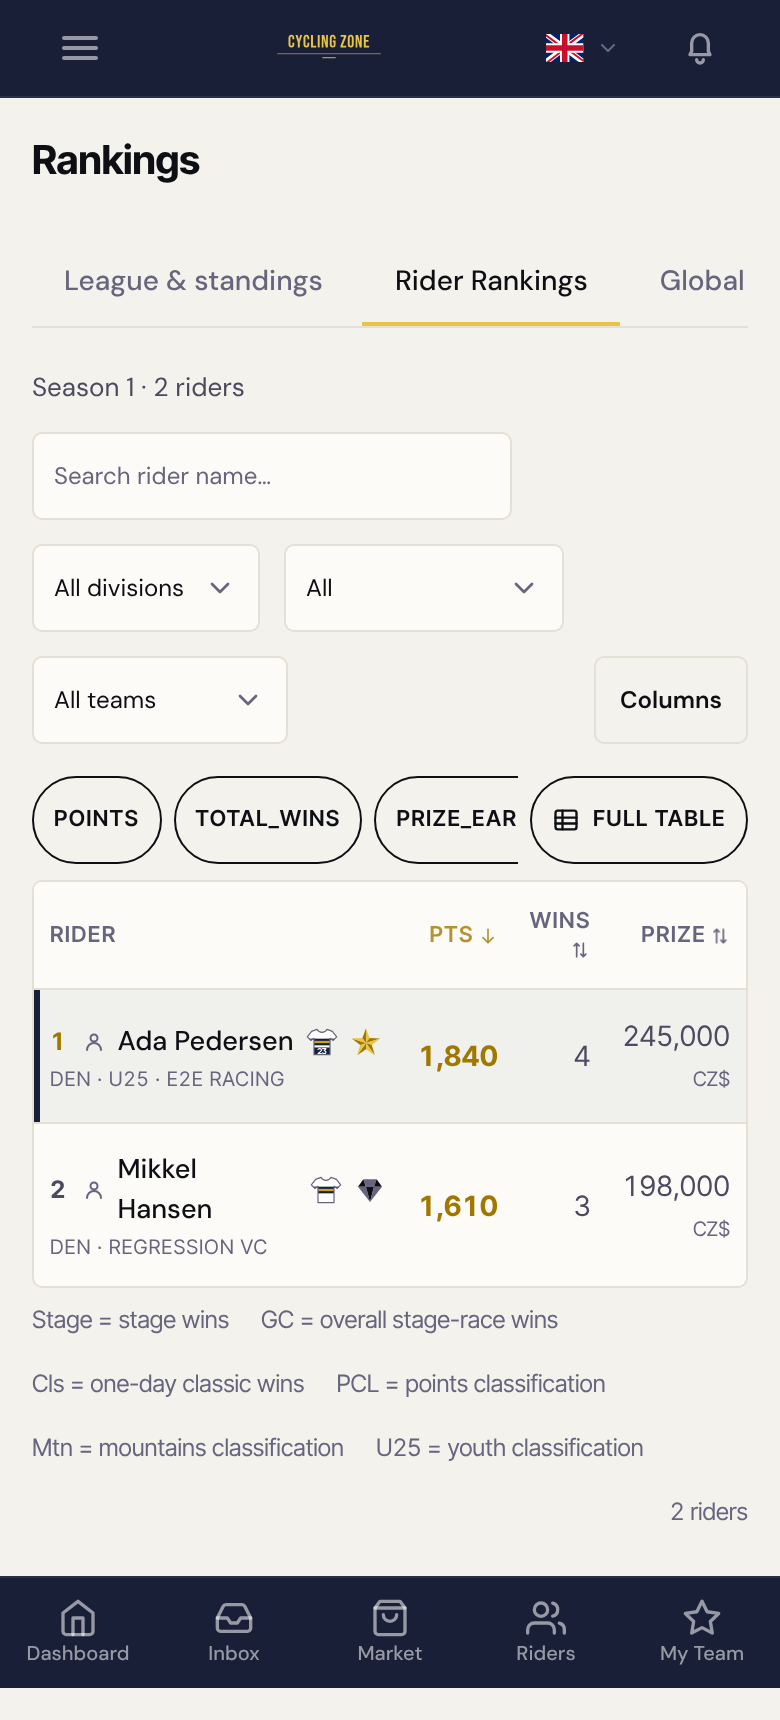 CYCLING ZONE
Rankings
League & standings Rider Rankings Global
Season 1 · 2 riders
Search rider name...
All divisions All
All teams Columns
POINTS TOTAL_WINS PRIZE_EAR FULL TABLE
RIDER PTS ↓ WINS ⇅ PRIZE ⇅
1 Ada Pedersen 23 1,840 4 245,000 CZ$
DEN · U25 · E2E RACING
2 Mikkel Hansen 1,610 3 198,000 CZ$
DEN · REGRESSION VC
Stage = stage wins GC = overall stage-race wins
Cls = one-day classic wins PCL = points classification
Mtn = mountains classification U25 = youth classification
2 riders
Dashboard Inbox Market Riders My Team